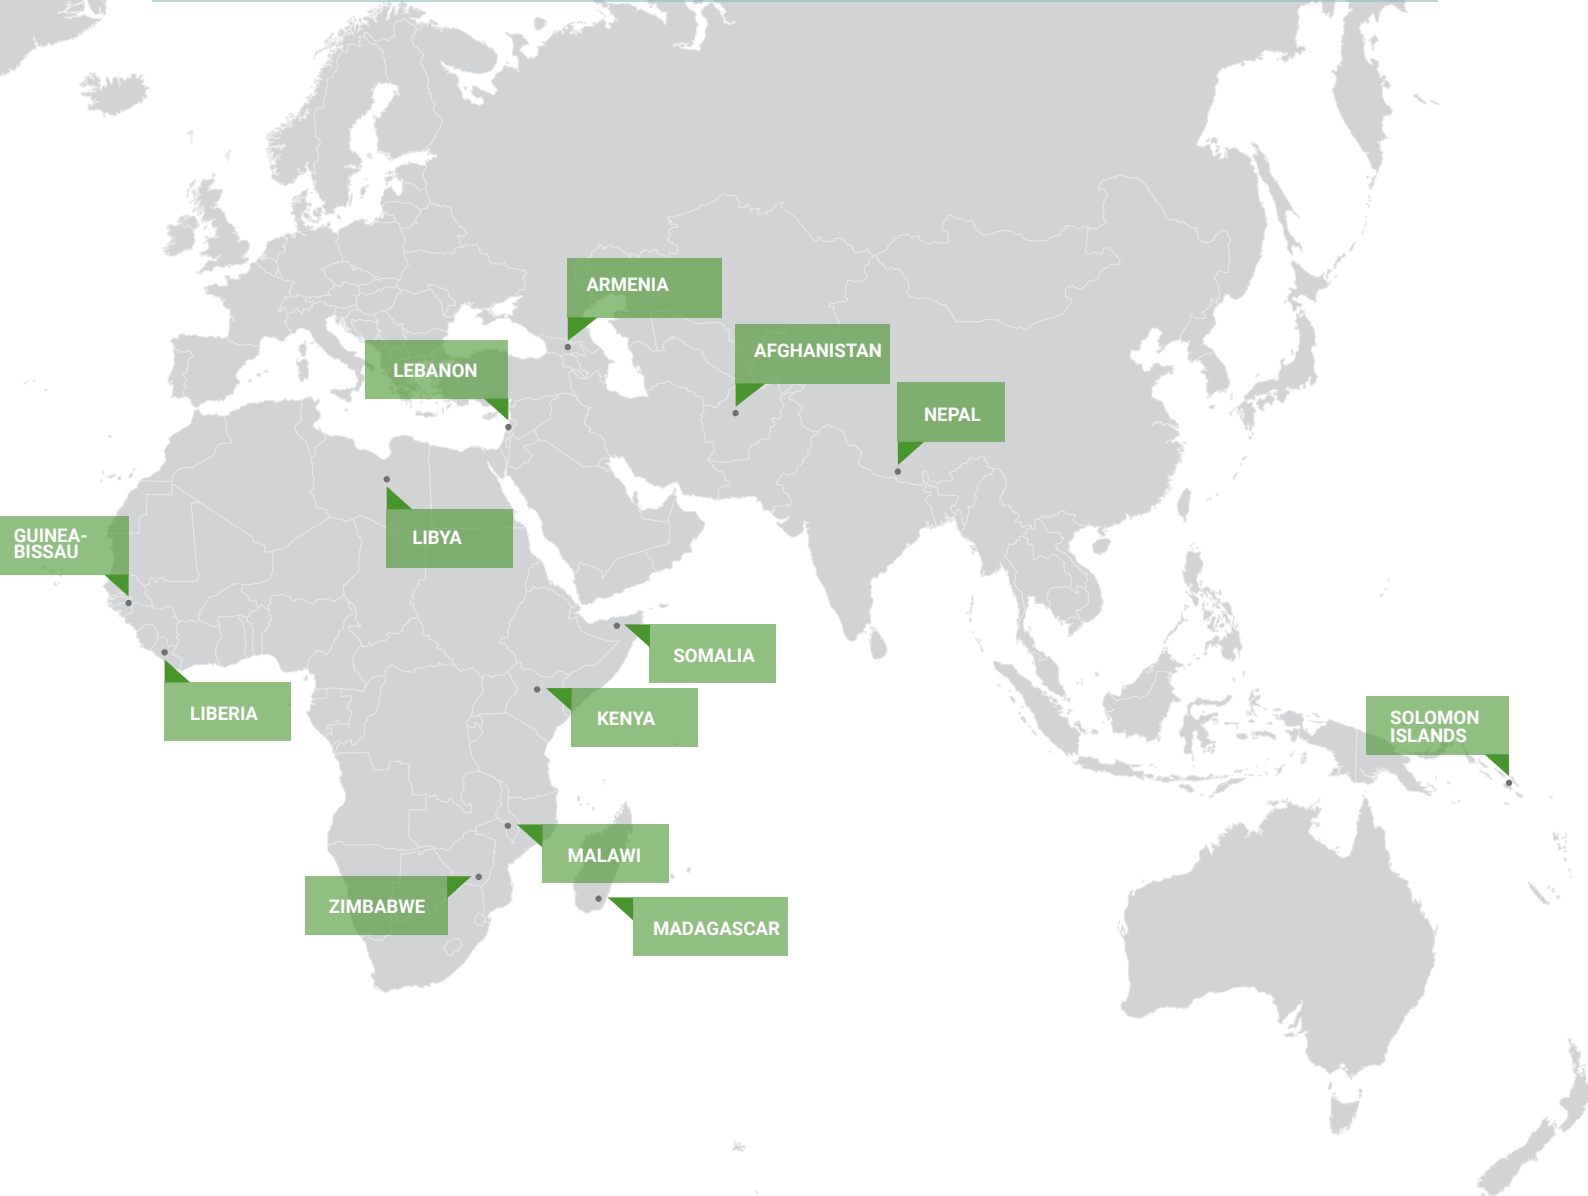 ARMENIA
AFGHANISTAN
LEBANON
NEPAL
GUINEA-
BISSAU
LIBYA
SOMALIA
LIBERIA
KENYA
SOLOMON
ISLANDS
MALAWI
ZIMBABWE
MADAGASCAR